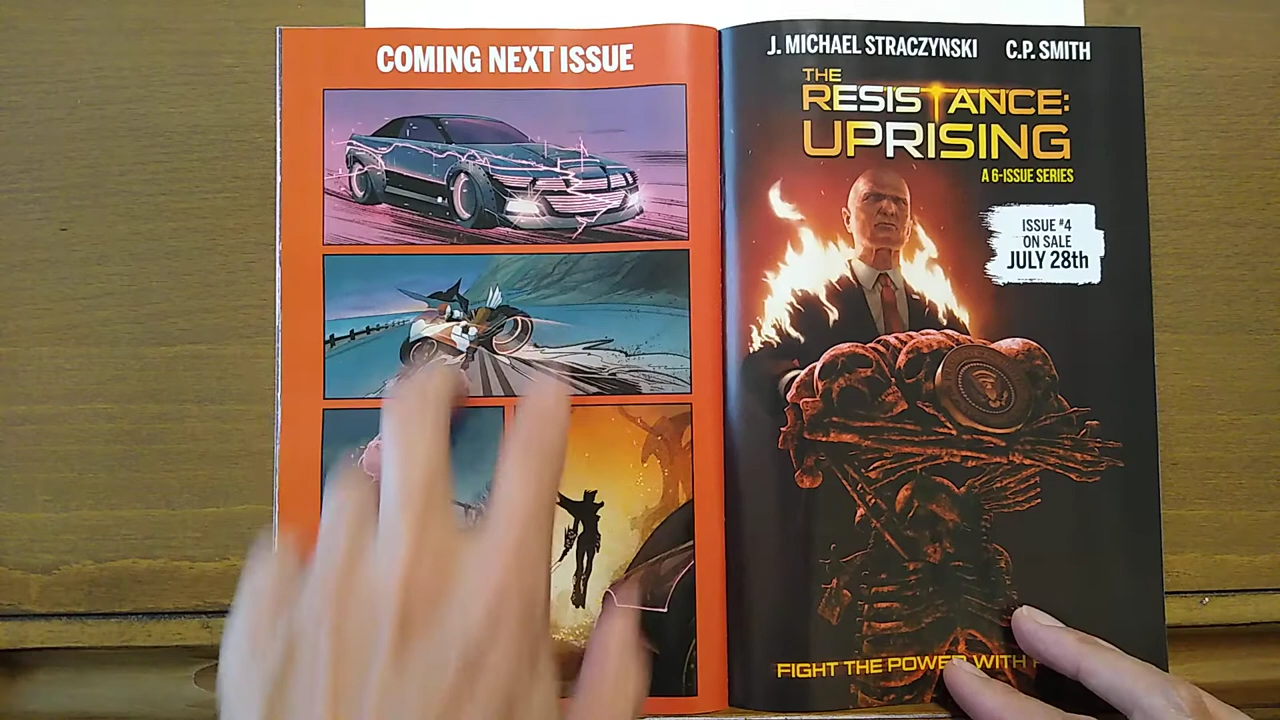 COMING NEXT ISSUE
J. MICHAEL STRACZYNSKI C.P. SMITH
THE
RESISTANCE:
UPRISING
A 6-ISSUE SERIES
ISSUE #4
ON SALE
JULY 28th
FIGHT THE POWER WITH